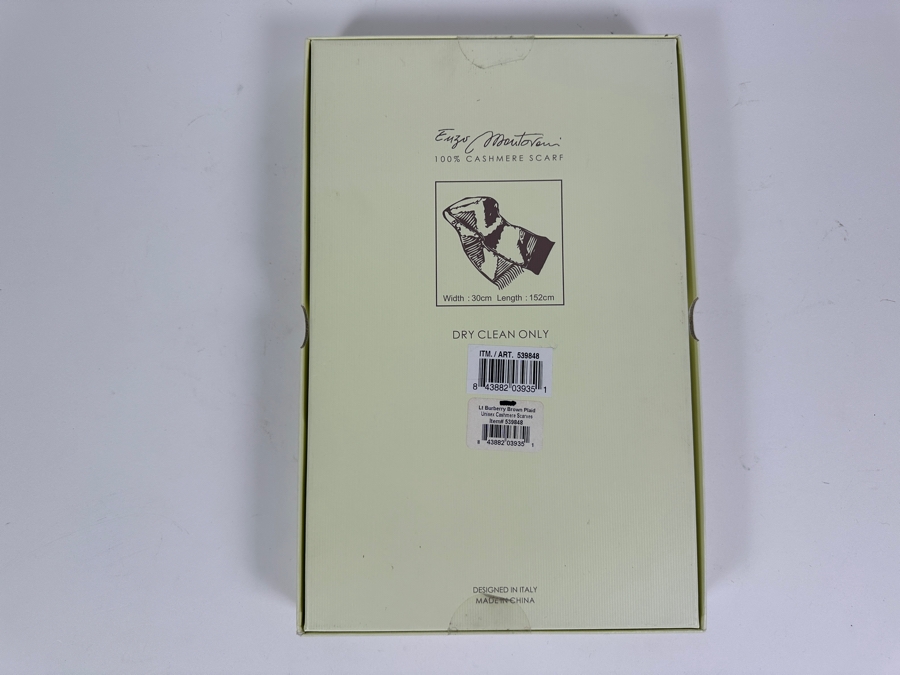 Enzo Mantovani
100% CASHMERE SCARF
Width : 30cm Length : 152cm
DRY CLEAN ONLY
ITM. / ART. 539848
8 43882 03935 1
Lt Burberry Brown Plaid
Unisex Cashmere Scarves
Item# 539848
8 43882 03935 1
DESIGNED IN ITALY
MADE IN CHINA